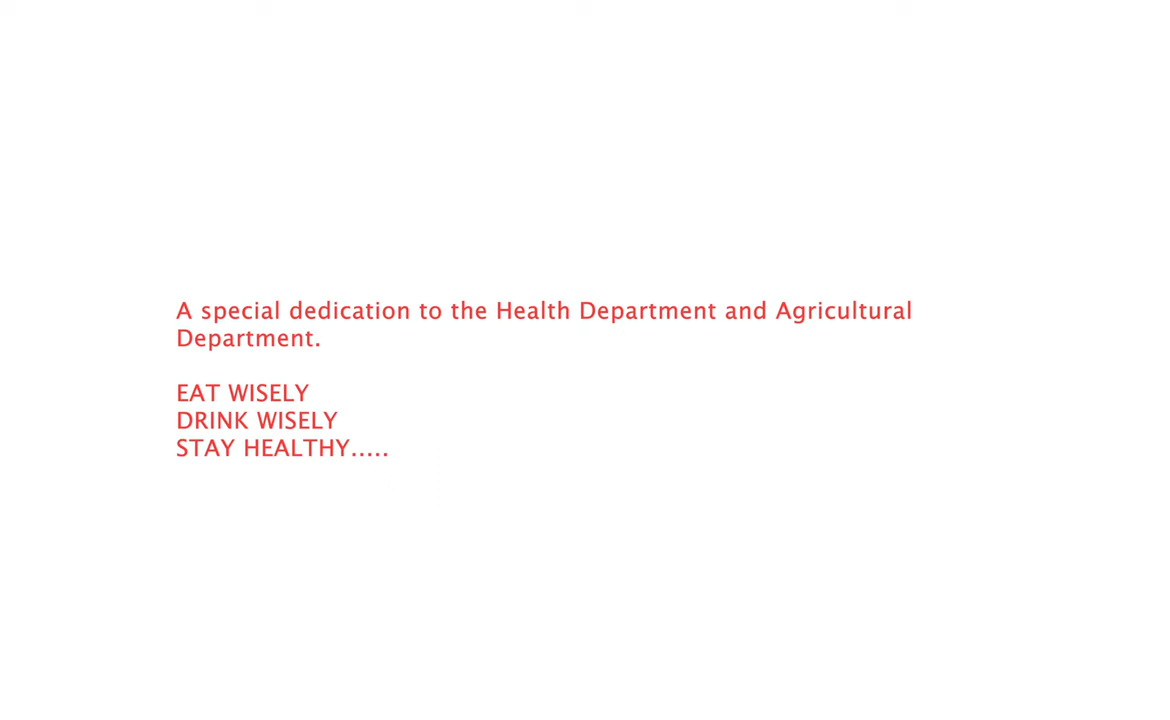 A special dedication to the Health Department and Agricultural
Department.
EAT WISELY
DRINK WISELY
STAY HEALTHY.....